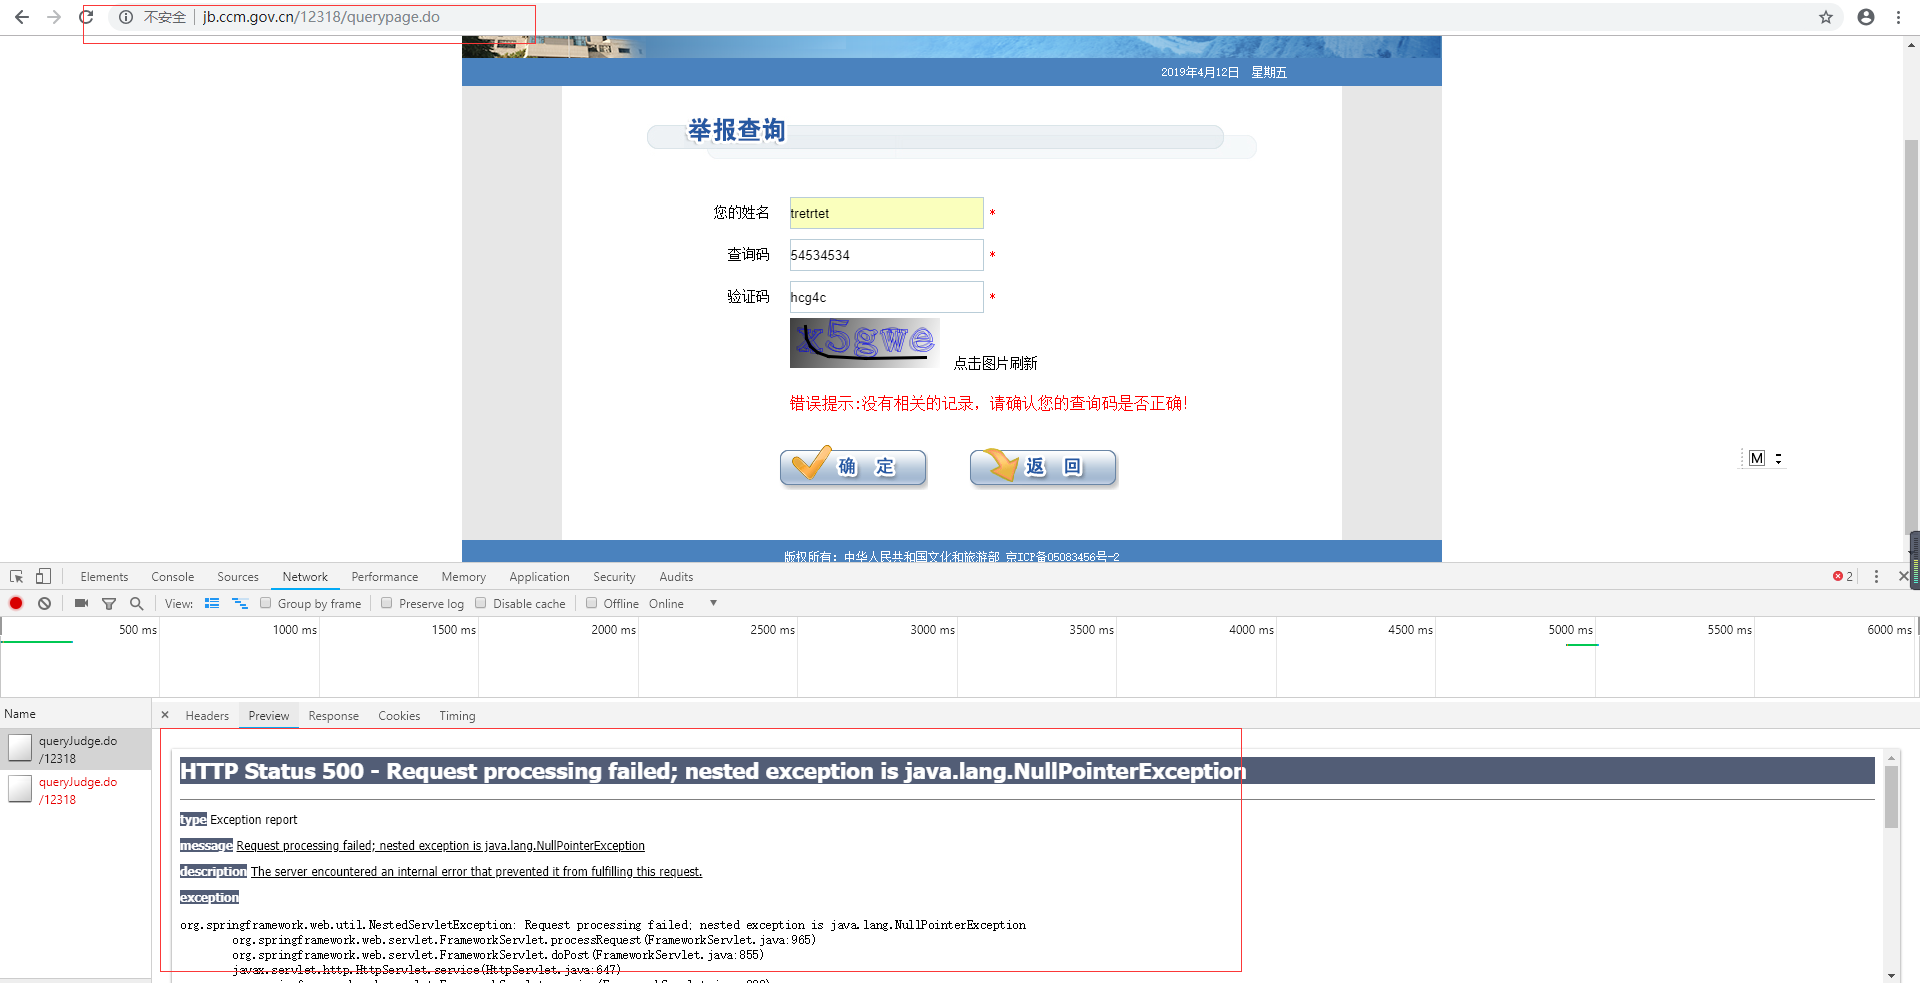 不安全 | jb.ccm.gov.cn/12318/querypage.do
2019年4月12日 星期五
举报查询
您的姓名 tretrtet *
查询码 54534534 *
验证码 hcg4c *
x5gwe 点击图片刷新
错误提示:没有相关的记录，请确认您的查询码是否正确!
确 定 返 回
M
版权所有：中华人民共和国文化和旅游部 京ICP备05083456号-2
Elements Console Sources Network Performance Memory Application Security Audits 2
View: Group by frame Preserve log Disable cache Offline Online
500 ms 1000 ms 1500 ms 2000 ms 2500 ms 3000 ms 3500 ms 4000 ms 4500 ms 5000 ms 5500 ms 6000 ms
Name
queryJudge.do
/12318
queryJudge.do
/12318
× Headers Preview Response Cookies Timing
HTTP Status 500 - Request processing failed; nested exception is java.lang.NullPointerException
type Exception report
message Request processing failed; nested exception is java.lang.NullPointerException
description The server encountered an internal error that prevented it from fulfilling this request.
exception
org.springframework.web.util.NestedServletException: Request processing failed; nested exception is java.lang.NullPointerException
org.springframework.web.servlet.FrameworkServlet.processRequest(FrameworkServlet.java:965)
org.springframework.web.servlet.FrameworkServlet.doPost(FrameworkServlet.java:855)
javax.servlet.http.HttpServlet.service(HttpServlet.java:647)